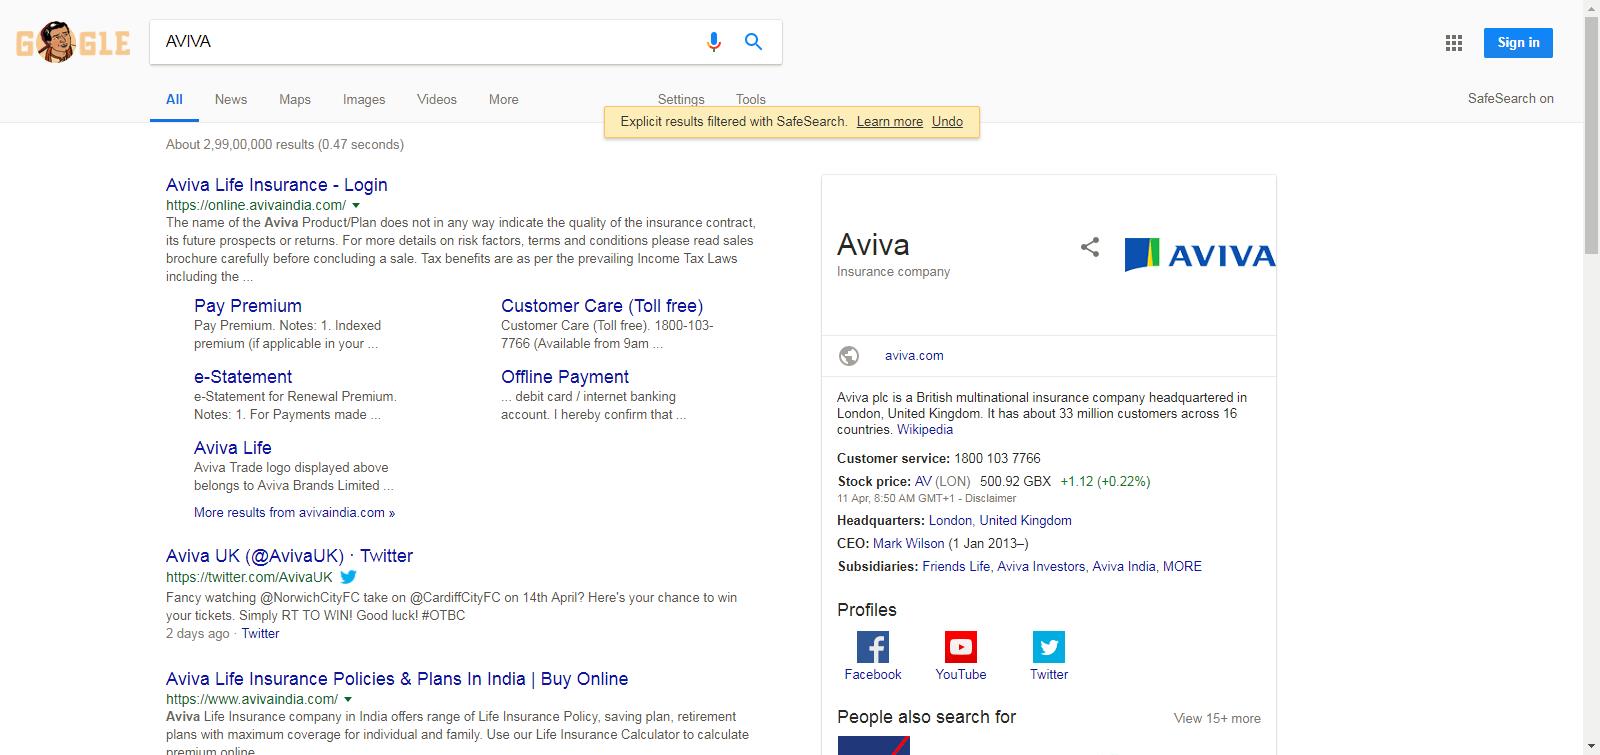 GOOGLE
AVIVA
Sign in
All News Maps Images Videos More Settings Tools
SafeSearch on
Explicit results filtered with SafeSearch. Learn more Undo
About 2,99,00,000 results (0.47 seconds)
Aviva Life Insurance - Login
https://online.avivaindia.com/
The name of the Aviva Product/Plan does not in any way indicate the quality of the insurance contract,
its future prospects or returns. For more details on risk factors, terms and conditions please read sales
brochure carefully before concluding a sale. Tax benefits are as per the prevailing Income Tax Laws
including the ...
Pay Premium
Pay Premium. Notes: 1. Indexed
premium (if applicable in your ...
Customer Care (Toll free)
Customer Care (Toll free). 1800-103-
7766 (Available from 9am ...
e-Statement
e-Statement for Renewal Premium.
Notes: 1. For Payments made ...
Offline Payment
... debit card / internet banking
account. I hereby confirm that ...
Aviva Life
Aviva Trade logo displayed above
belongs to Aviva Brands Limited ...
More results from avivaindia.com »
Aviva UK (@AvivaUK) · Twitter
https://twitter.com/AvivaUK
Fancy watching @NorwichCityFC take on @CardiffCityFC on 14th April? Here's your chance to win
your tickets. Simply RT TO WIN! Good luck! #OTBC
2 days ago · Twitter
Aviva Life Insurance Policies & Plans In India | Buy Online
https://www.avivaindia.com/
Aviva Life Insurance company in India offers range of Life Insurance Policy, saving plan, retirement
plans with maximum coverage for individual and family. Use our Life Insurance Calculator to calculate
premium online
Aviva
Insurance company
AVIVA
aviva.com
Aviva plc is a British multinational insurance company headquartered in
London, United Kingdom. It has about 33 million customers across 16
countries. Wikipedia
Customer service: 1800 103 7766
Stock price: AV (LON) 500.92 GBX +1.12 (+0.22%)
11 Apr, 8:50 AM GMT+1 - Disclaimer
Headquarters: London, United Kingdom
CEO: Mark Wilson (1 Jan 2013–)
Subsidiaries: Friends Life, Aviva Investors, Aviva India, MORE
Profiles
Facebook YouTube Twitter
People also search for View 15+ more